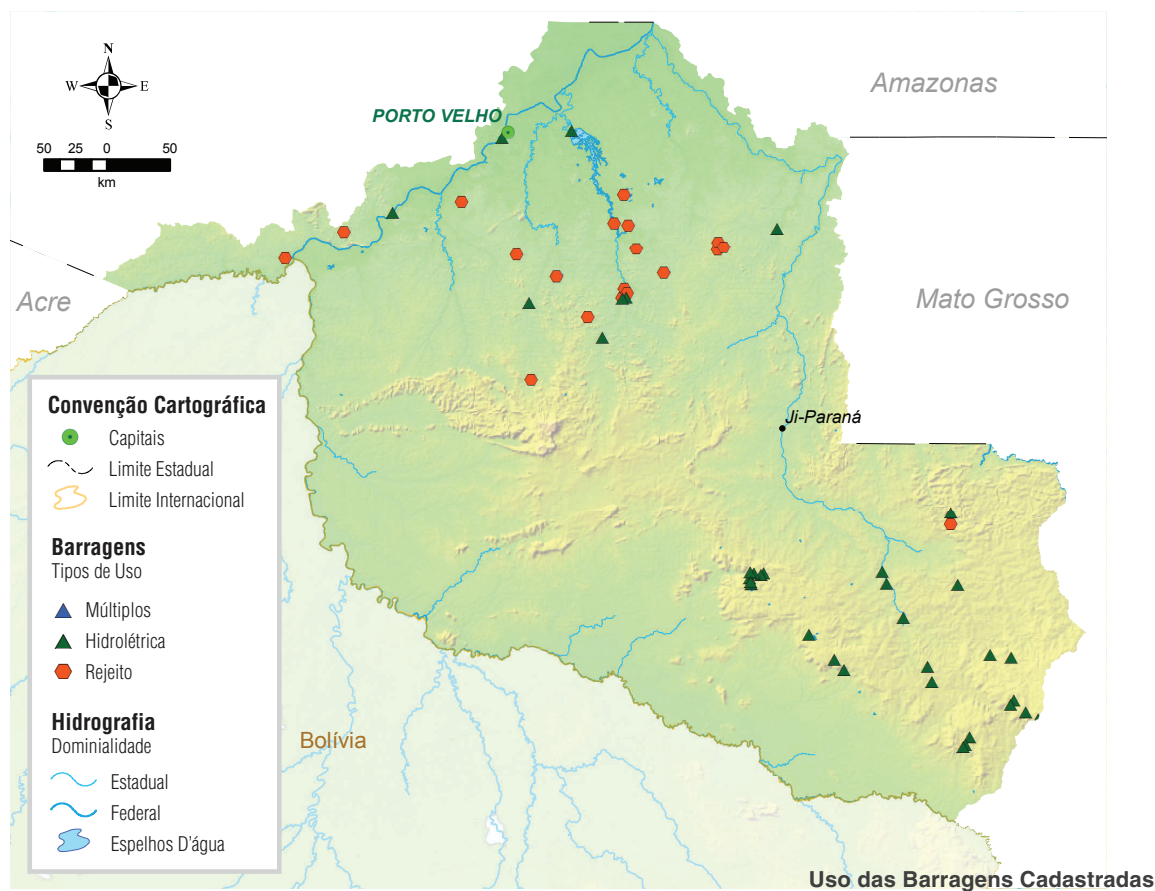 N
W E
S
50 25 0 50
km
PORTO VELHO
Amazonas
Acre
Mato Grosso
Ji-Paraná
Bolívia
Convenção Cartográfica
Capitais
Limite Estadual
Limite Internacional
Barragens
Tipos de Uso
Múltiplos
Hidrolétrica
Rejeito
Hidrografia
Dominialidade
Estadual
Federal
Espelhos D'água
Uso das Barragens Cadastradas